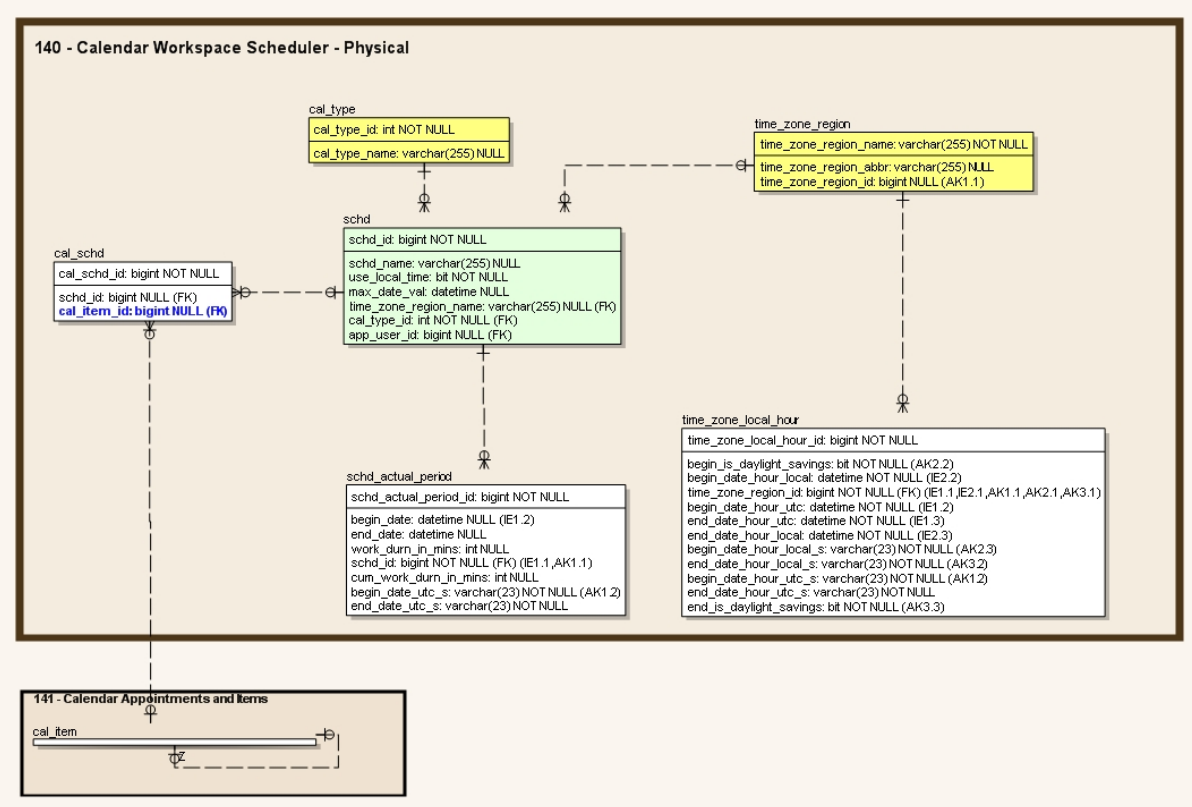 140 - Calendar Workspace Scheduler - Physical
cal_type
cal_type_id: int NOT NULL
cal_type_name: varchar(255) NULL
time_zone_region
time_zone_region_name: varchar(255) NOT NULL
time_zone_region_abbr: varchar(255) NULL
time_zone_region_id: bigint NULL (AK1.1)
schd
schd_id: bigint NOT NULL
schd_name: varchar(255) NULL
use_local_time: bit NOT NULL
max_date_val: datetime NULL
time_zone_region_name: varchar(255) NULL (FK)
cal_type_id: int NOT NULL (FK)
app_user_id: bigint NULL (FK)
cal_schd
cal_schd_id: bigint NOT NULL
schd_id: bigint NULL (FK)
cal_item_id: bigint NULL (FK)
time_zone_local_hour
time_zone_local_hour_id: bigint NOT NULL
begin_is_daylight_savings: bit NOT NULL (AK2.2)
begin_date_hour_local: datetime NOT NULL (IE2.2)
time_zone_region_id: bigint NOT NULL (FK) (IE1.1,IE2.1,AK1.1,AK2.1,AK3.1)
begin_date_hour_utc: datetime NOT NULL (IE1.2)
end_date_hour_utc: datetime NOT NULL (IE1.3)
end_date_hour_local: datetime NOT NULL (IE2.3)
begin_date_hour_local_s: varchar(23) NOT NULL (AK2.3)
end_date_hour_local_s: varchar(23) NOT NULL (AK3.2)
begin_date_hour_utc_s: varchar(23) NOT NULL (AK1.2)
end_date_hour_utc_s: varchar(23) NOT NULL
end_is_daylight_savings: bit NOT NULL (AK3.3)
schd_actual_period
schd_actual_period_id: bigint NOT NULL
begin_date: datetime NULL (IE1.2)
end_date: datetime NULL
work_durn_in_mins: int NULL
schd_id: bigint NOT NULL (FK) (IE1.1,AK1.1)
cum_work_durn_in_mins: int NULL
begin_date_utc_s: varchar(23) NOT NULL (AK1.2)
end_date_utc_s: varchar(23) NOT NULL
141 - Calendar Appointments and Items
cal_item
Z